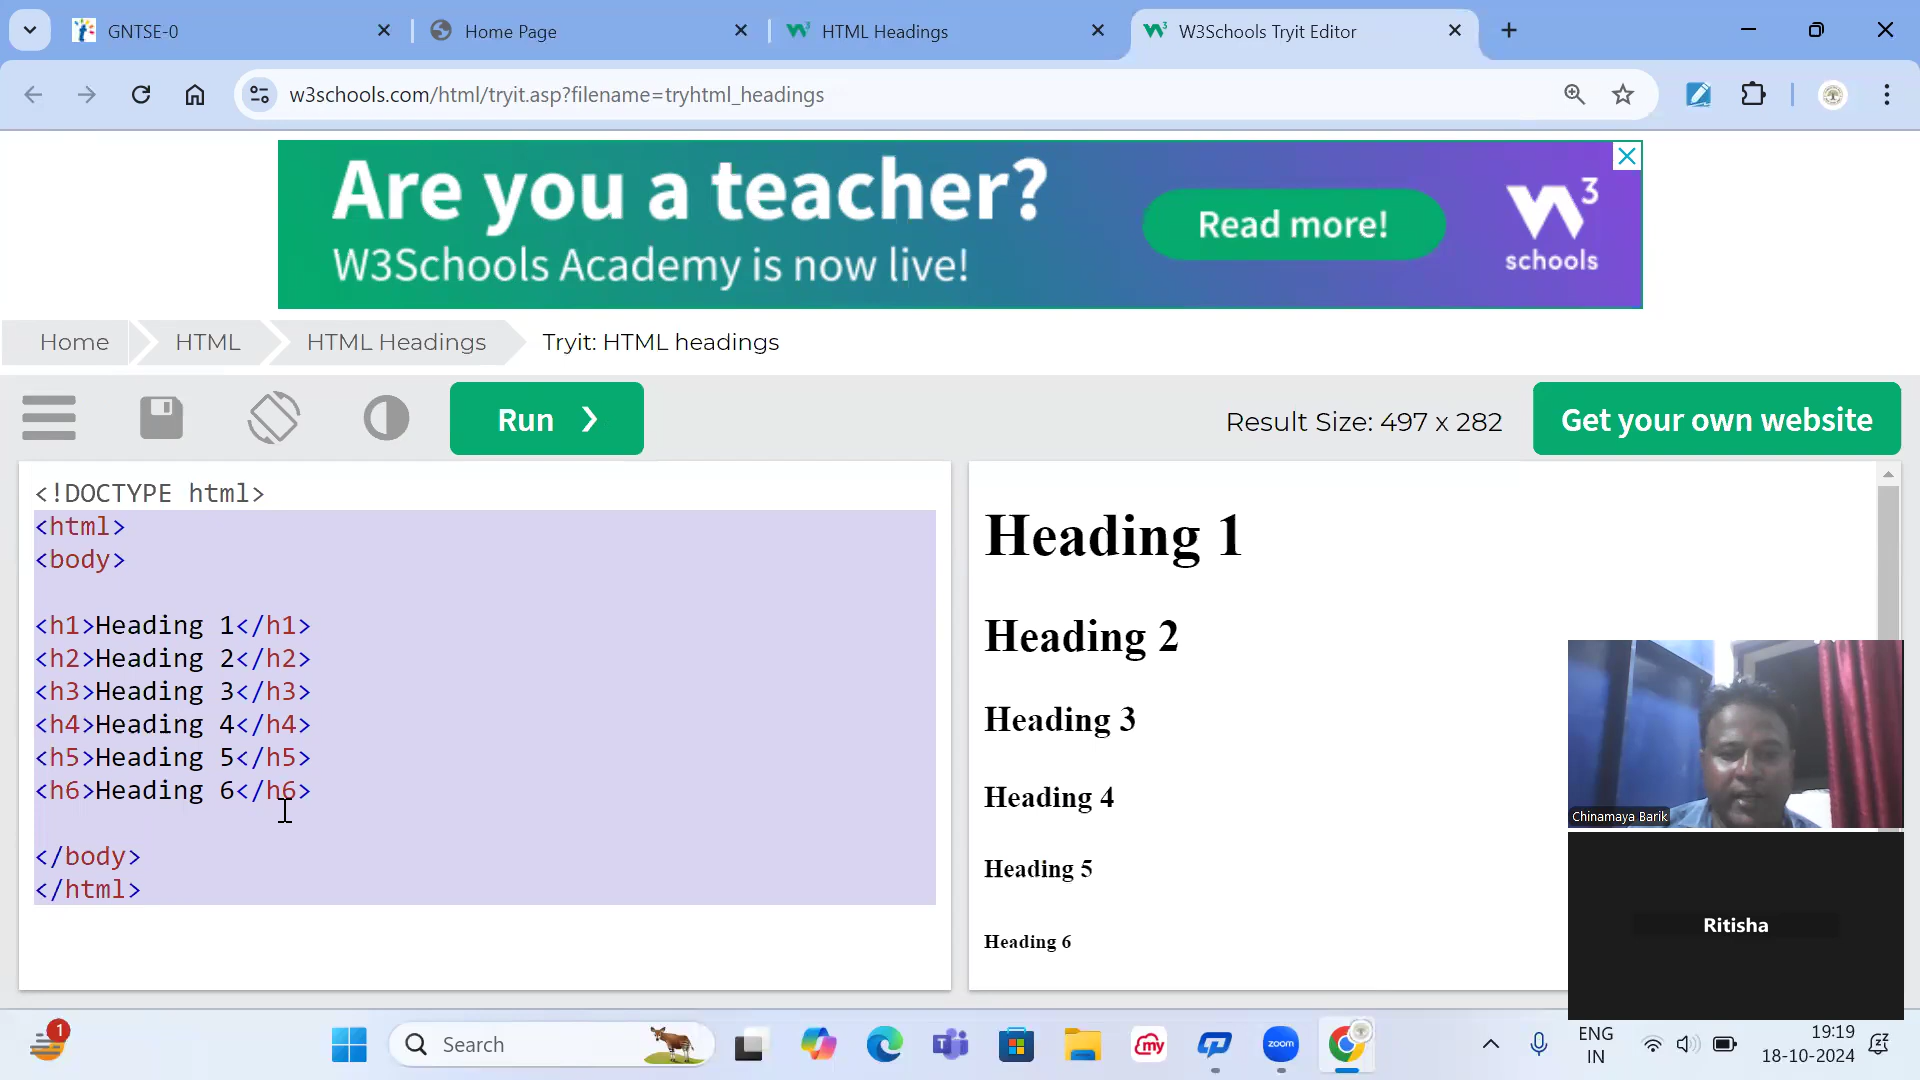 GNTSE-0
Home Page
HTML Headings
W3Schools Tryit Editor
w3schools.com/html/tryit.asp?filename=tryhtml_headings
Are you a teacher?
W3Schools Academy is now live!
Read more!
W3
schools
Home
HTML
HTML Headings
Tryit: HTML headings
Run ❯
Result Size: 497 x 282
Get your own website
<!DOCTYPE html>
<html>
<body>
<h1>Heading 1</h1>
<h2>Heading 2</h2>
<h3>Heading 3</h3>
<h4>Heading 4</h4>
<h5>Heading 5</h5>
<h6>Heading 6</h6>
</body>
</html>
Heading 1
Heading 2
Heading 3
Heading 4
Heading 5
Heading 6
Chinamaya Barik
Ritisha
1
Search
T
my
zoom
ENG
IN
19:19
18-10-2024